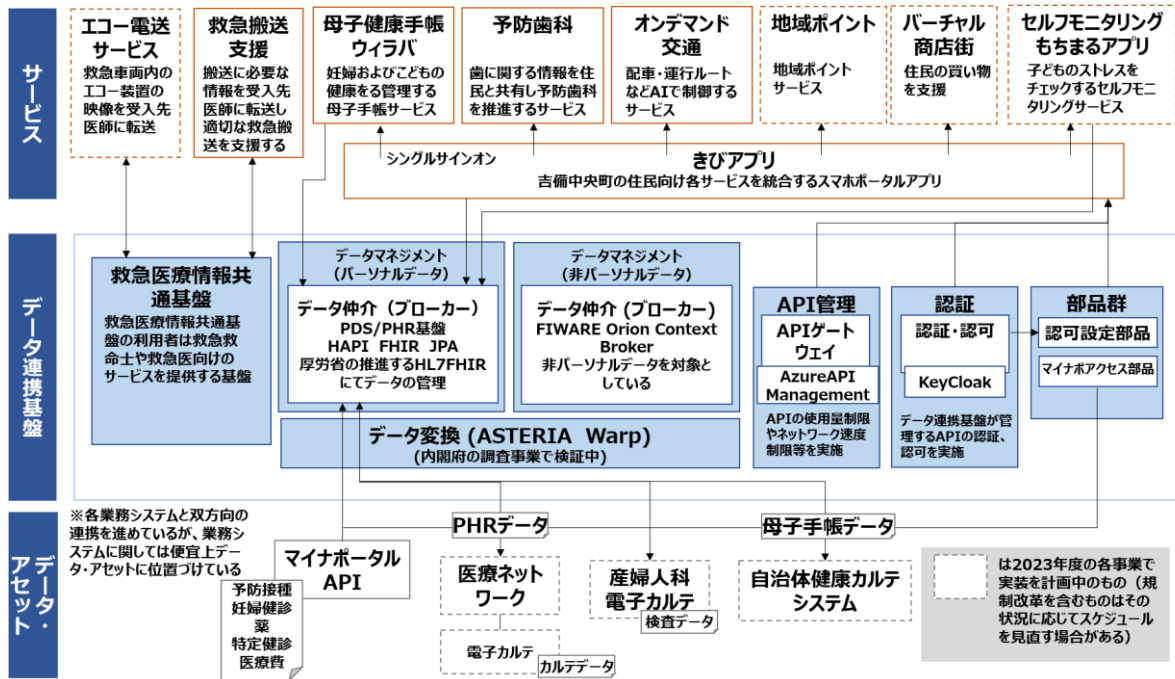 サービス
エコー電送
サービス
救急車両内の
エコー装置の
映像を受入先
医師に転送
救急搬送
支援
搬送に必要な
情報を受入先
医師に転送し
適切な救急搬
送を支援する
母子健康手帳
ウィラバ
妊婦およびこどもの
健康をる管理する
母子手帳サービス
予防歯科
歯に関する情報を住
民と共有し予防歯科
を推進するサービス
オンデマンド
交通
配車・運行ルート
などAIで制御する
サービス
地域ポイント
地域ポイント
サービス
バーチャル
商店街
住民の買い物
を支援
セルフモニタリング
もちまるアプリ
子どものストレスを
チェックするセルフモニ
タリングサービス
シングルサインオン
きびアプリ
吉備中央町の住民向け各サービスを統合するスマホポータルアプリ
データ連携基盤
救急医療情報共
通基盤
救急医療情報共通基
盤の利用者は救急救
命士や救急医向けの
サービスを提供する基盤
データマネジメント
(パーソナルデータ)
データ仲介(ブローカー)
PDS/PHR基盤
HAPI FHIR JPA
厚労省の推進するHL7FHIR
にてデータの管理
データマネジメント
(非パーソナルデータ)
データ仲介(ブローカー)
FIWARE Orion Context
Broker
非パーソナルデータを対象と
している
データ変換 (ASTERIA Warp)
(内閣府の調査事業で検証中)
API管理
APIゲート
ウェイ
AzureAPI
Management
APIの使用量制限
やネットワーク速度
制限等を実施
認証
認証・認可
KeyCloak
データ連携基盤が管
理するAPIの認証、
認可を実施
部品群
認可設定部品
マイナポアクセス部品
データ・アセット
※各業務システムと双方向の
連携を進めているが、業務シ
ステムに関しては便宜上デー
タ・アセットに位置づけている
マイナポータル
API
予防接種
妊婦健診
薬
特定健診
医療費
PHRデータ
医療ネット
ワーク
電子カルテ
カルテデータ
産婦人科
電子カルテ
検査データ
母子手帳データ
自治体健康カルテ
システム
は2023年度の各事業で
実装を計画中のもの(規
制改革を含むものはその
状況に応じてスケジュール
を見直す場合がある)